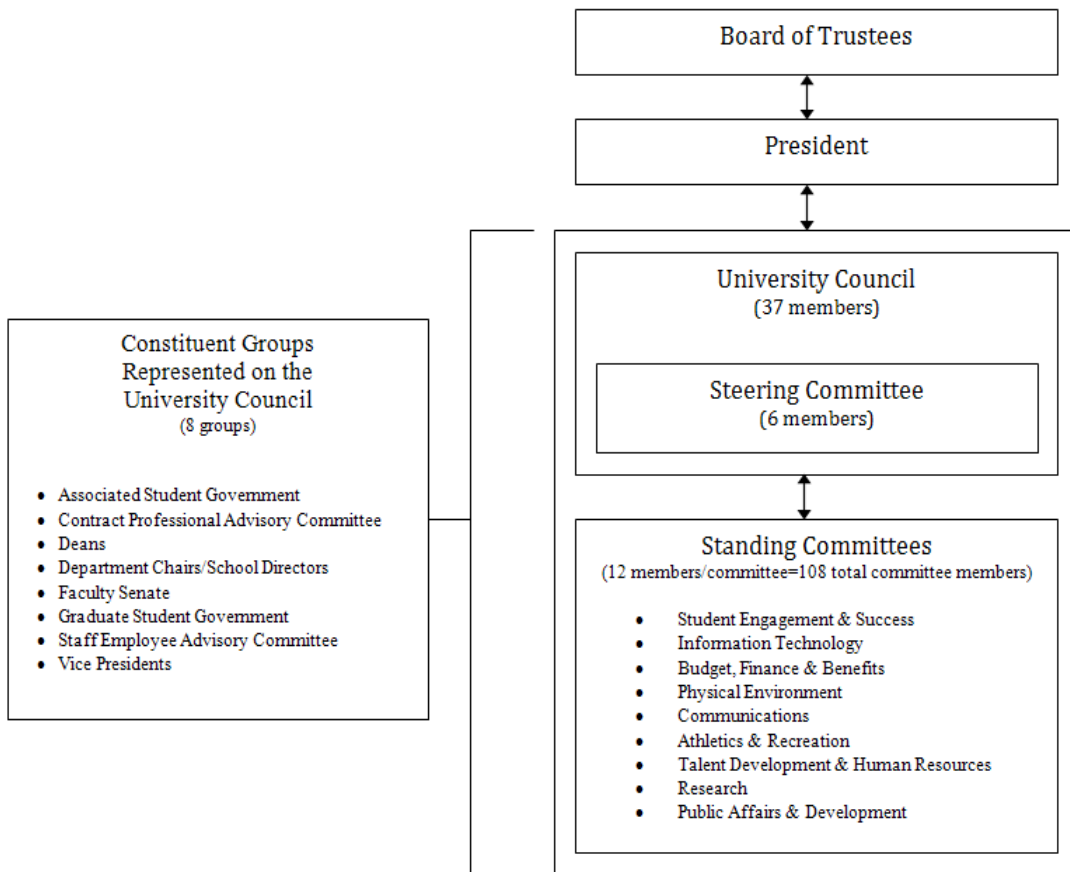 Board of Trustees
President
University Council
(37 members)
Steering Committee
(6 members)
Constituent Groups
Represented on the
University Council
(8 groups)
• Associated Student Government
• Contract Professional Advisory Committee
• Deans
• Department Chairs/School Directors
• Faculty Senate
• Graduate Student Government
• Staff Employee Advisory Committee
• Vice Presidents
Standing Committees
(12 members/committee=108 total committee members)
• Student Engagement & Success
• Information Technology
• Budget, Finance & Benefits
• Physical Environment
• Communications
• Athletics & Recreation
• Talent Development & Human Resources
• Research
• Public Affairs & Development